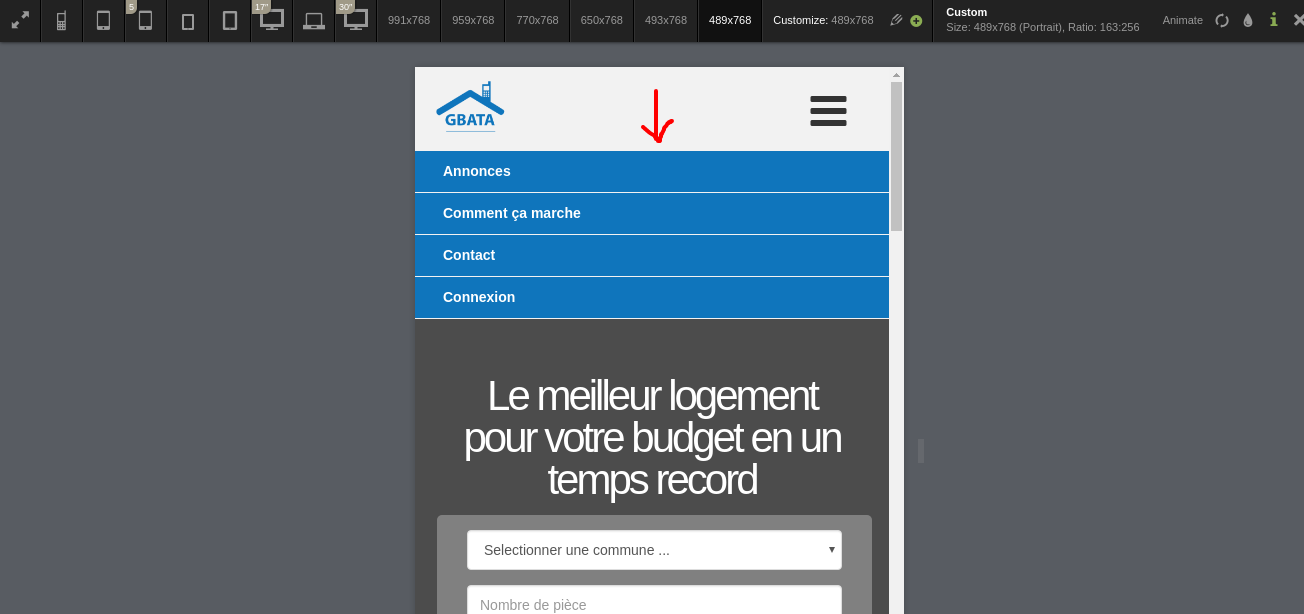 5
17"
30"
991x768
959x768
770x768
650x768
493x768
489x768
Customize: 489x768
Custom
Size: 489x768 (Portrait), Ratio: 163:256
Animate
GBATA
Annonces
Comment ça marche
Contact
Connexion
Le meilleur logement
pour votre budget en un
temps record
Selectionner une commune ...
Nombre de pièce